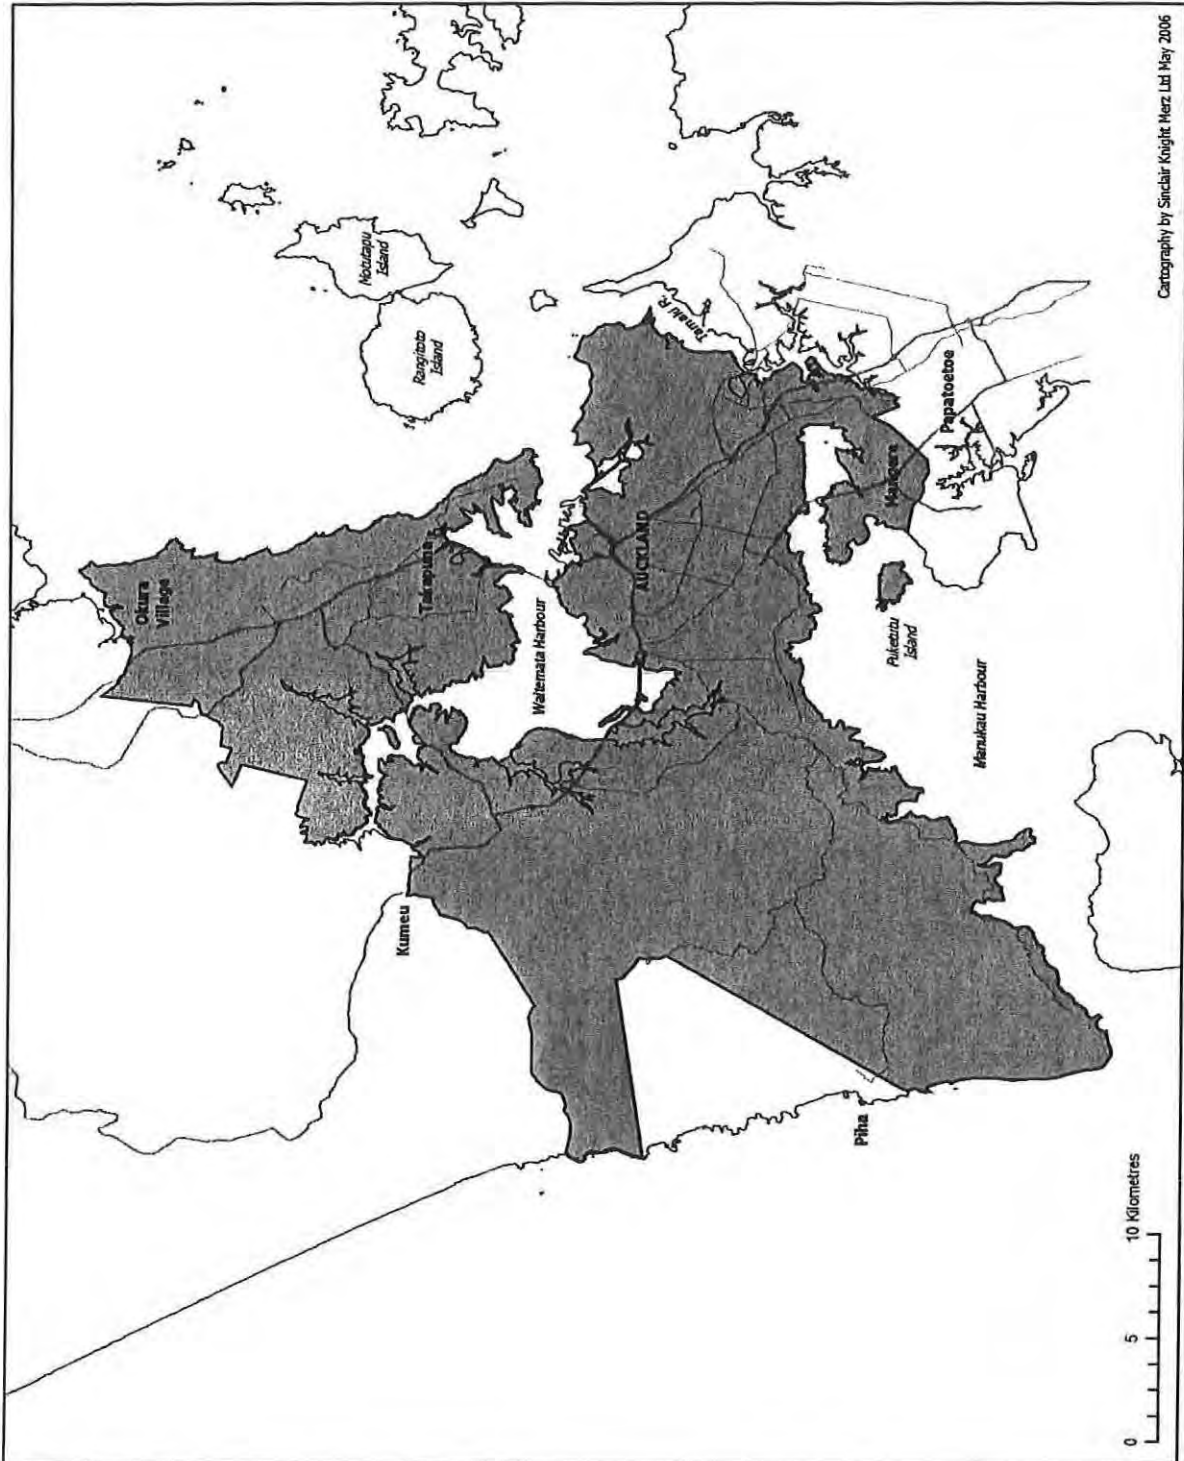 Okura
Village
Takapuna
Kumeu
Waitemata Harbour
AUCKLAND
Rangitoto
Island
Motutapu
Island
Tamaki R.
Piha
Puketutu
Island
Mangere
Papatoetoe
Manukau Harbour
0 5 10 Kilometres
Cartography by Sinclair Knight Merz Ltd May 2006